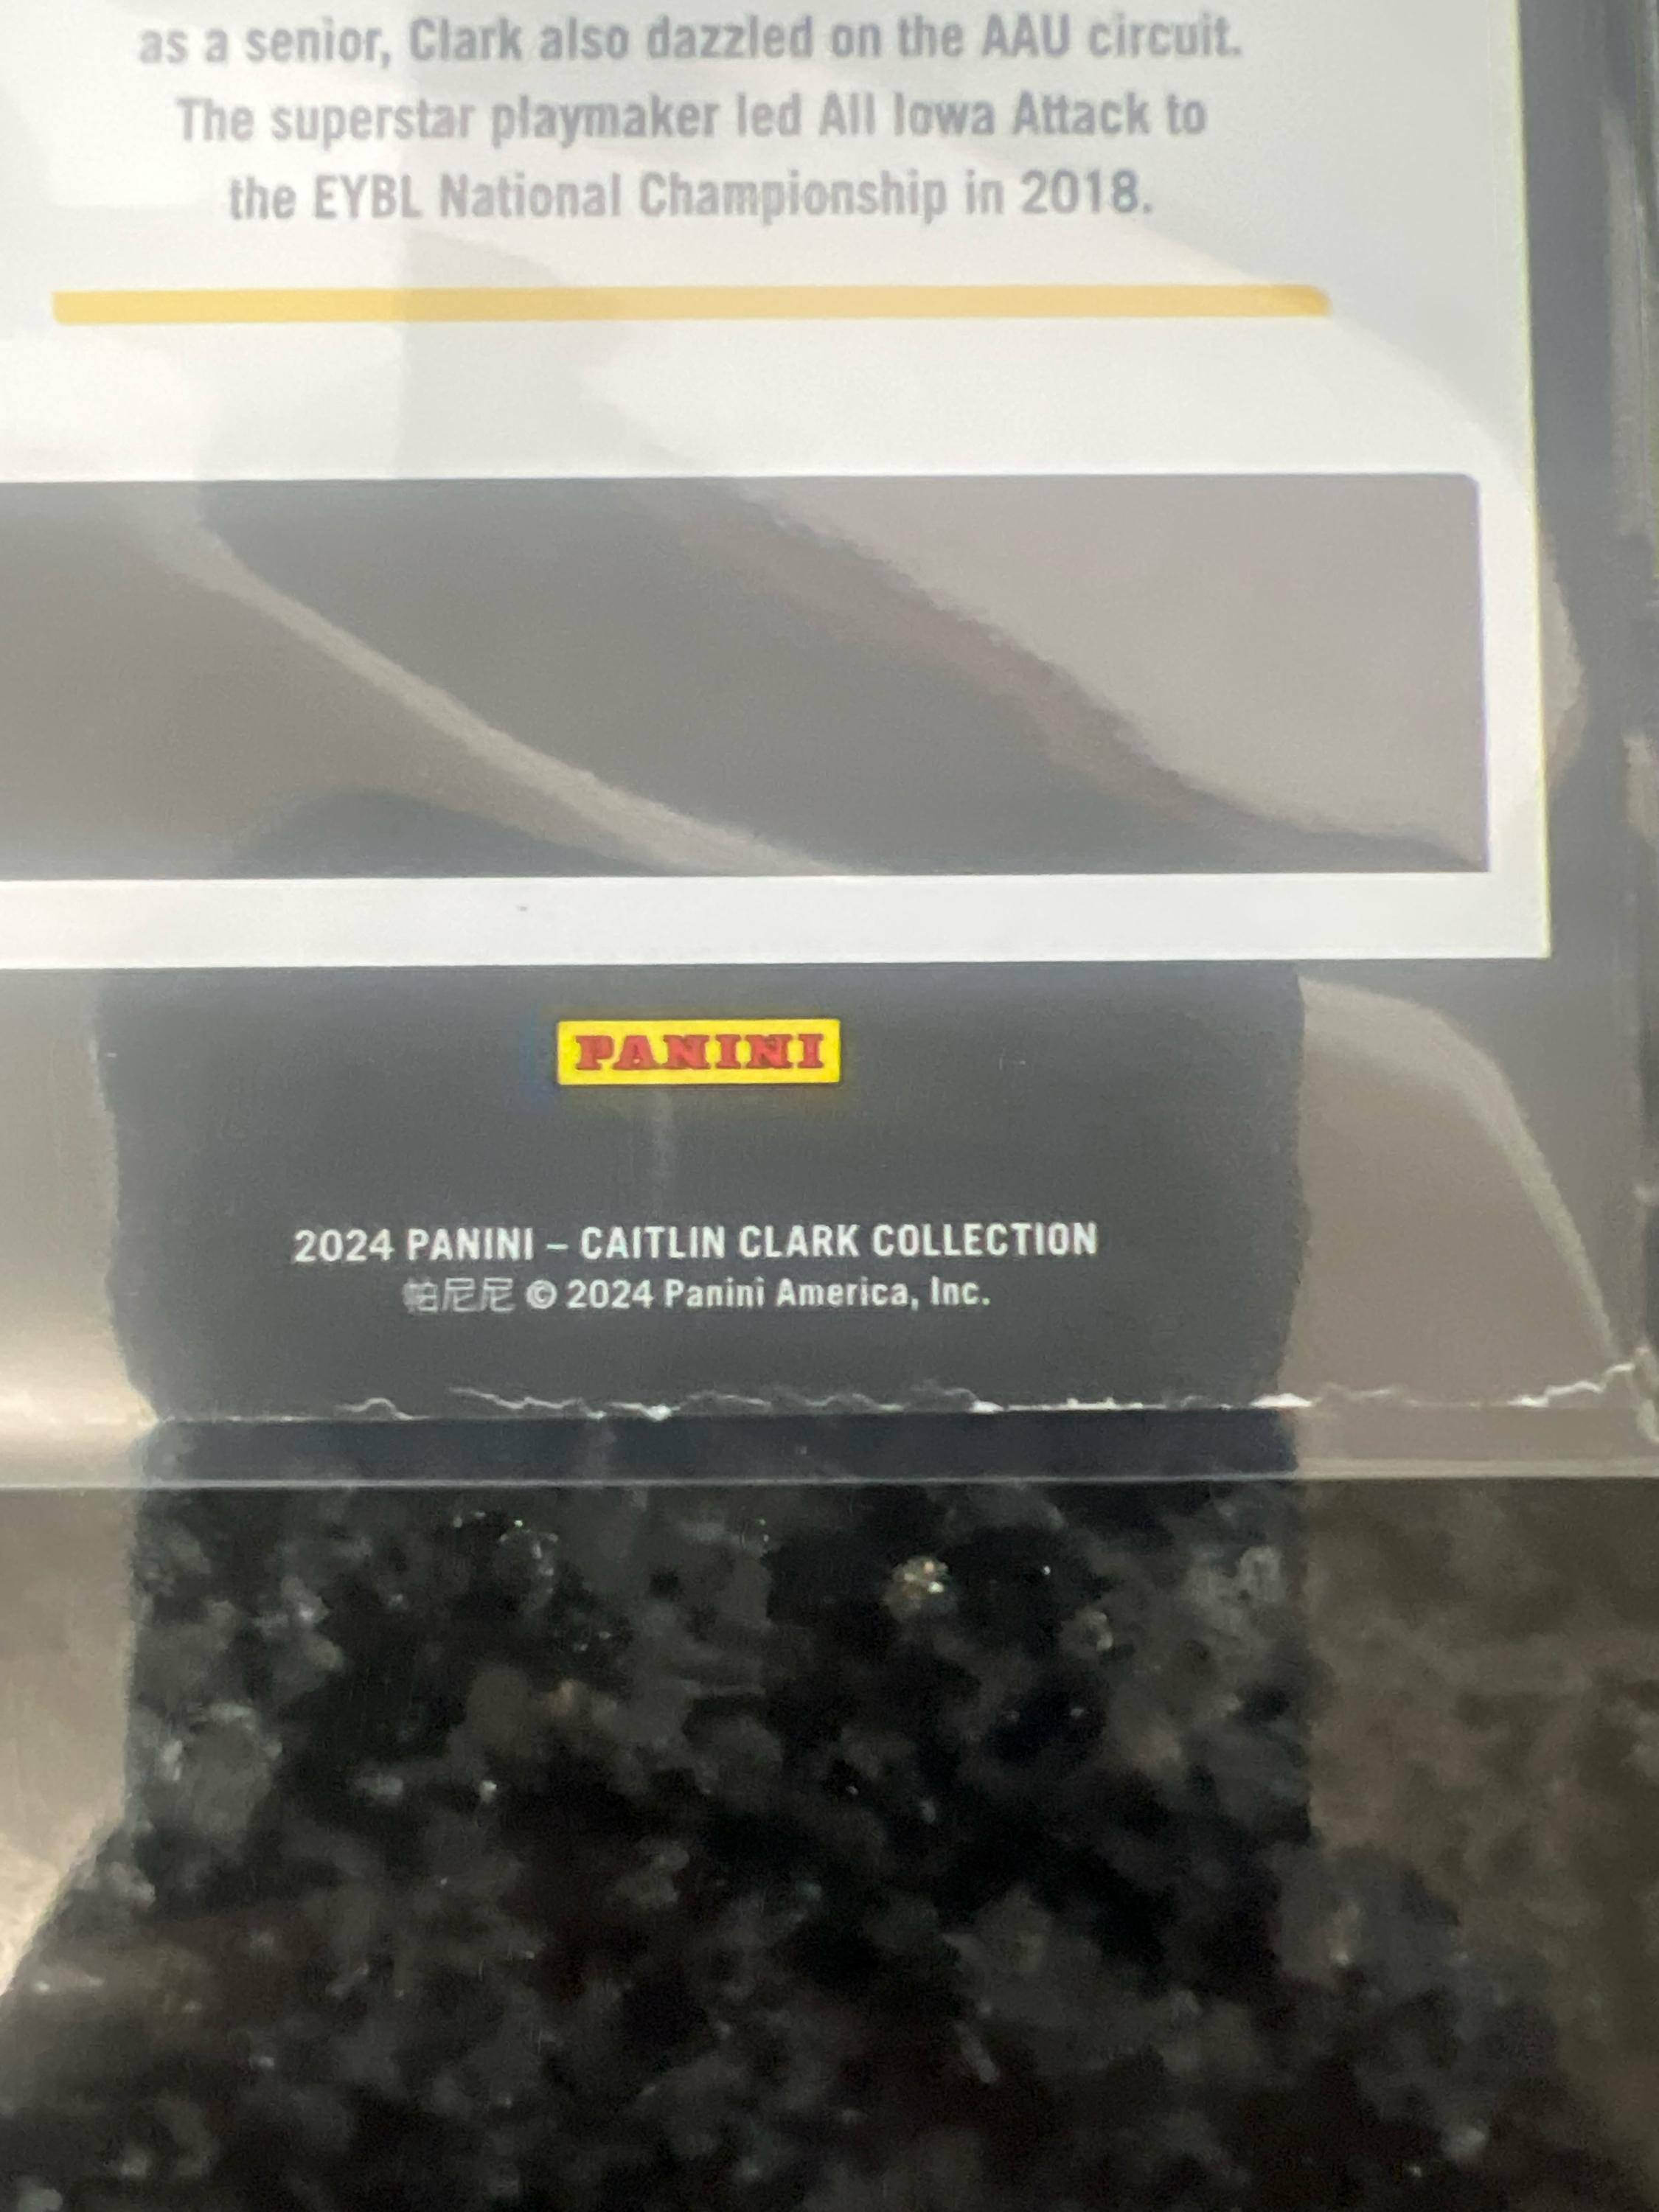 as a senior, Clark also dazzled on the AAU circuit.
The superstar playmaker led All Iowa Attack to
the EYBL National Championship in 2018.
PANINI
2024 PANINI – CAITLIN CLARK COLLECTION
帕尼尼 © 2024 Panini America, Inc.